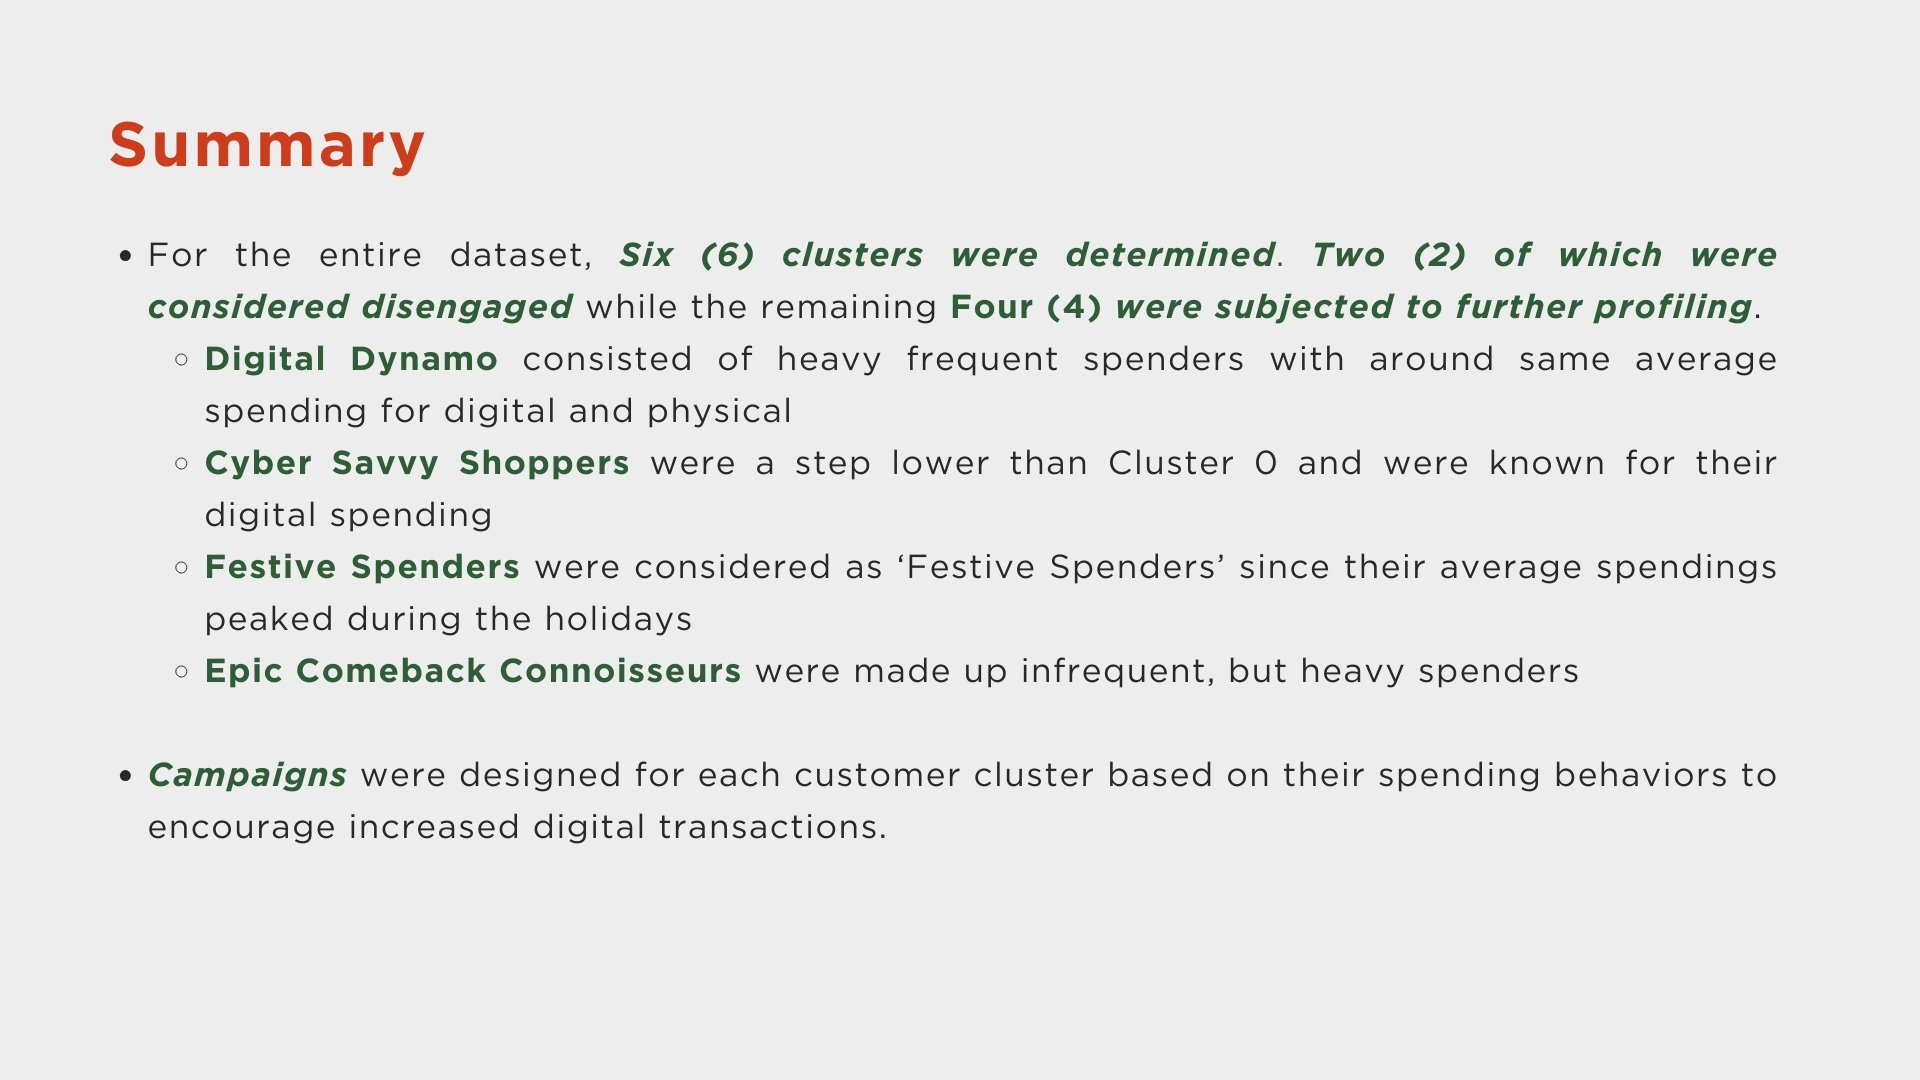 Summary
• For the entire dataset, Six (6) clusters were determined. Two (2) of which were
considered disengaged while the remaining Four (4) were subjected to further profiling.
○ Digital Dynamo consisted of heavy frequent spenders with around same average
spending for digital and physical
○ Cyber Savvy Shoppers were a step lower than Cluster 0 and were known for their
digital spending
○ Festive Spenders were considered as ‘Festive Spenders’ since their average spendings
peaked during the holidays
○ Epic Comeback Connoisseurs were made up infrequent, but heavy spenders
• Campaigns were designed for each customer cluster based on their spending behaviors to
encourage increased digital transactions.